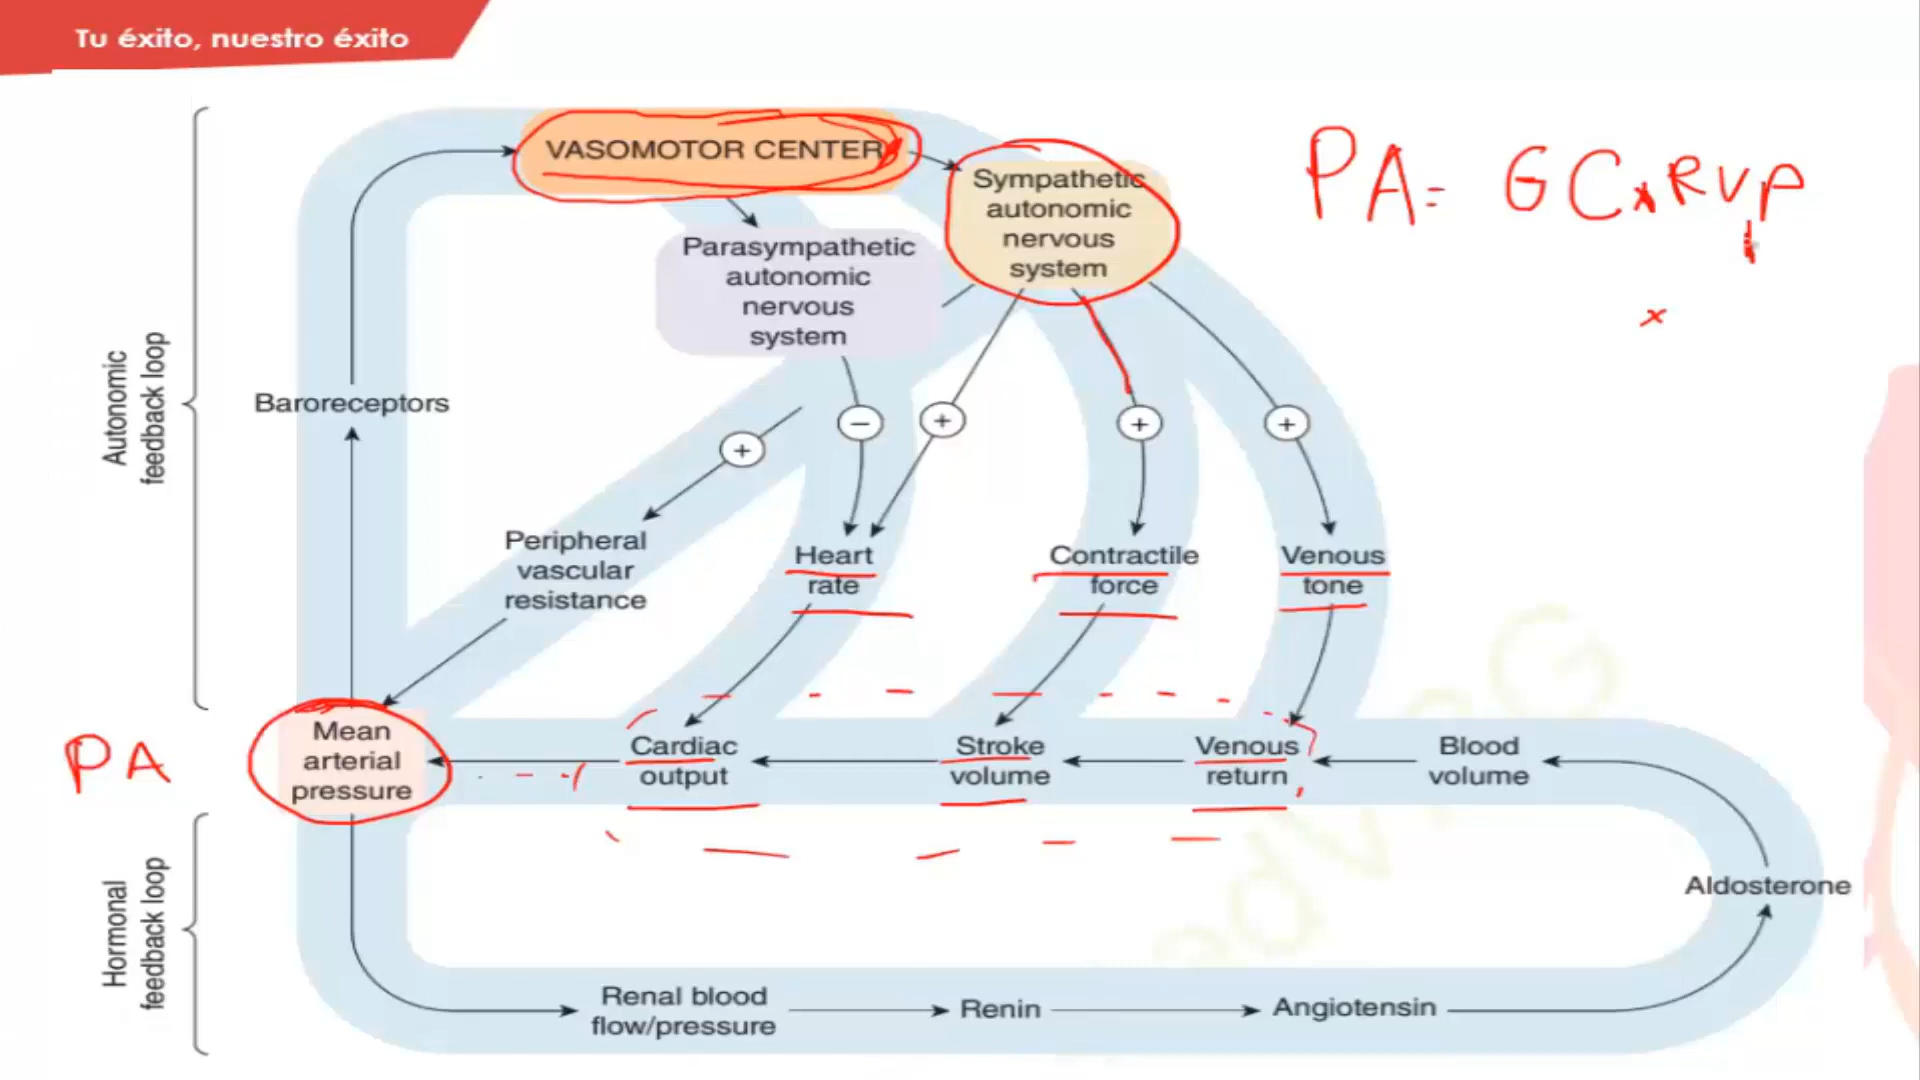 Tu éxito, nuestro éxito
VASOMOTOR CENTER
Sympathetic
autonomic
nervous
system
PA= GC x RVP
x
Parasympathetic
autonomic
nervous
system
Autonomic
feedback loop
Baroreceptors
+
−
+
+
+
Peripheral
vascular
resistance
Heart
rate
Contractile
force
Venous
tone
PA
Mean
arterial
pressure
Cardiac
output
Stroke
volume
Venous
return
Blood
volume
Hormonal
feedback loop
Aldosterone
Renal blood
flow/pressure
Renin
Angiotensin